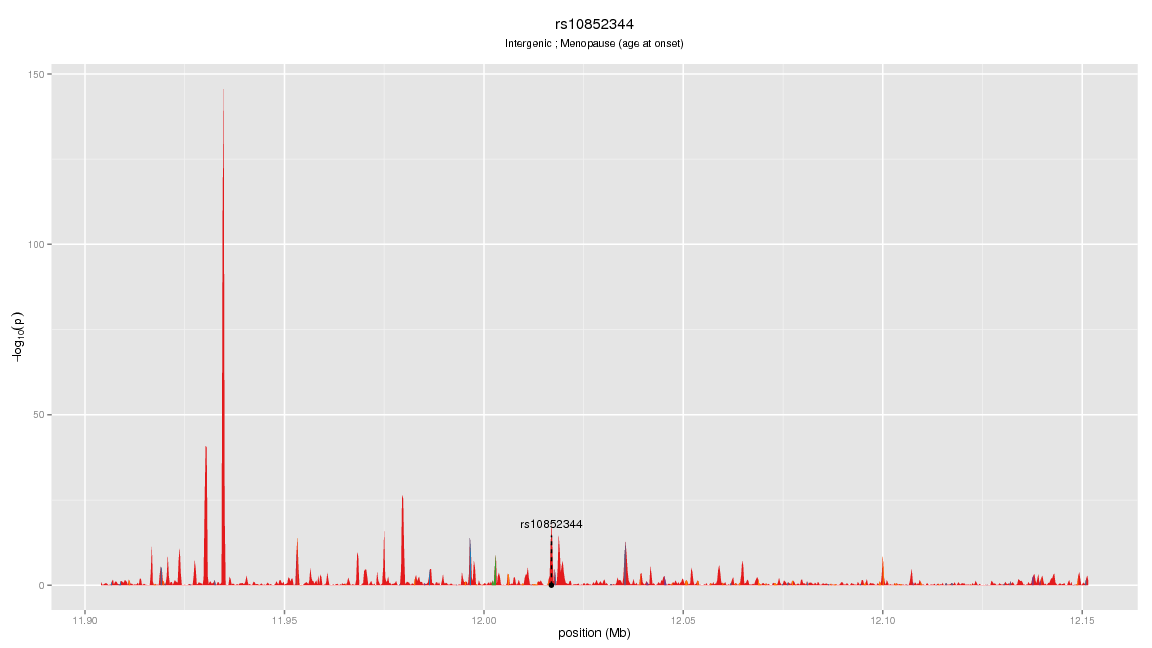 rs10852344
Intergenic ; Menopause (age at onset)
150
100
50
0
−log10(p)
rs10852344
11.90
11.95
12.00
12.05
12.10
12.15
position (Mb)